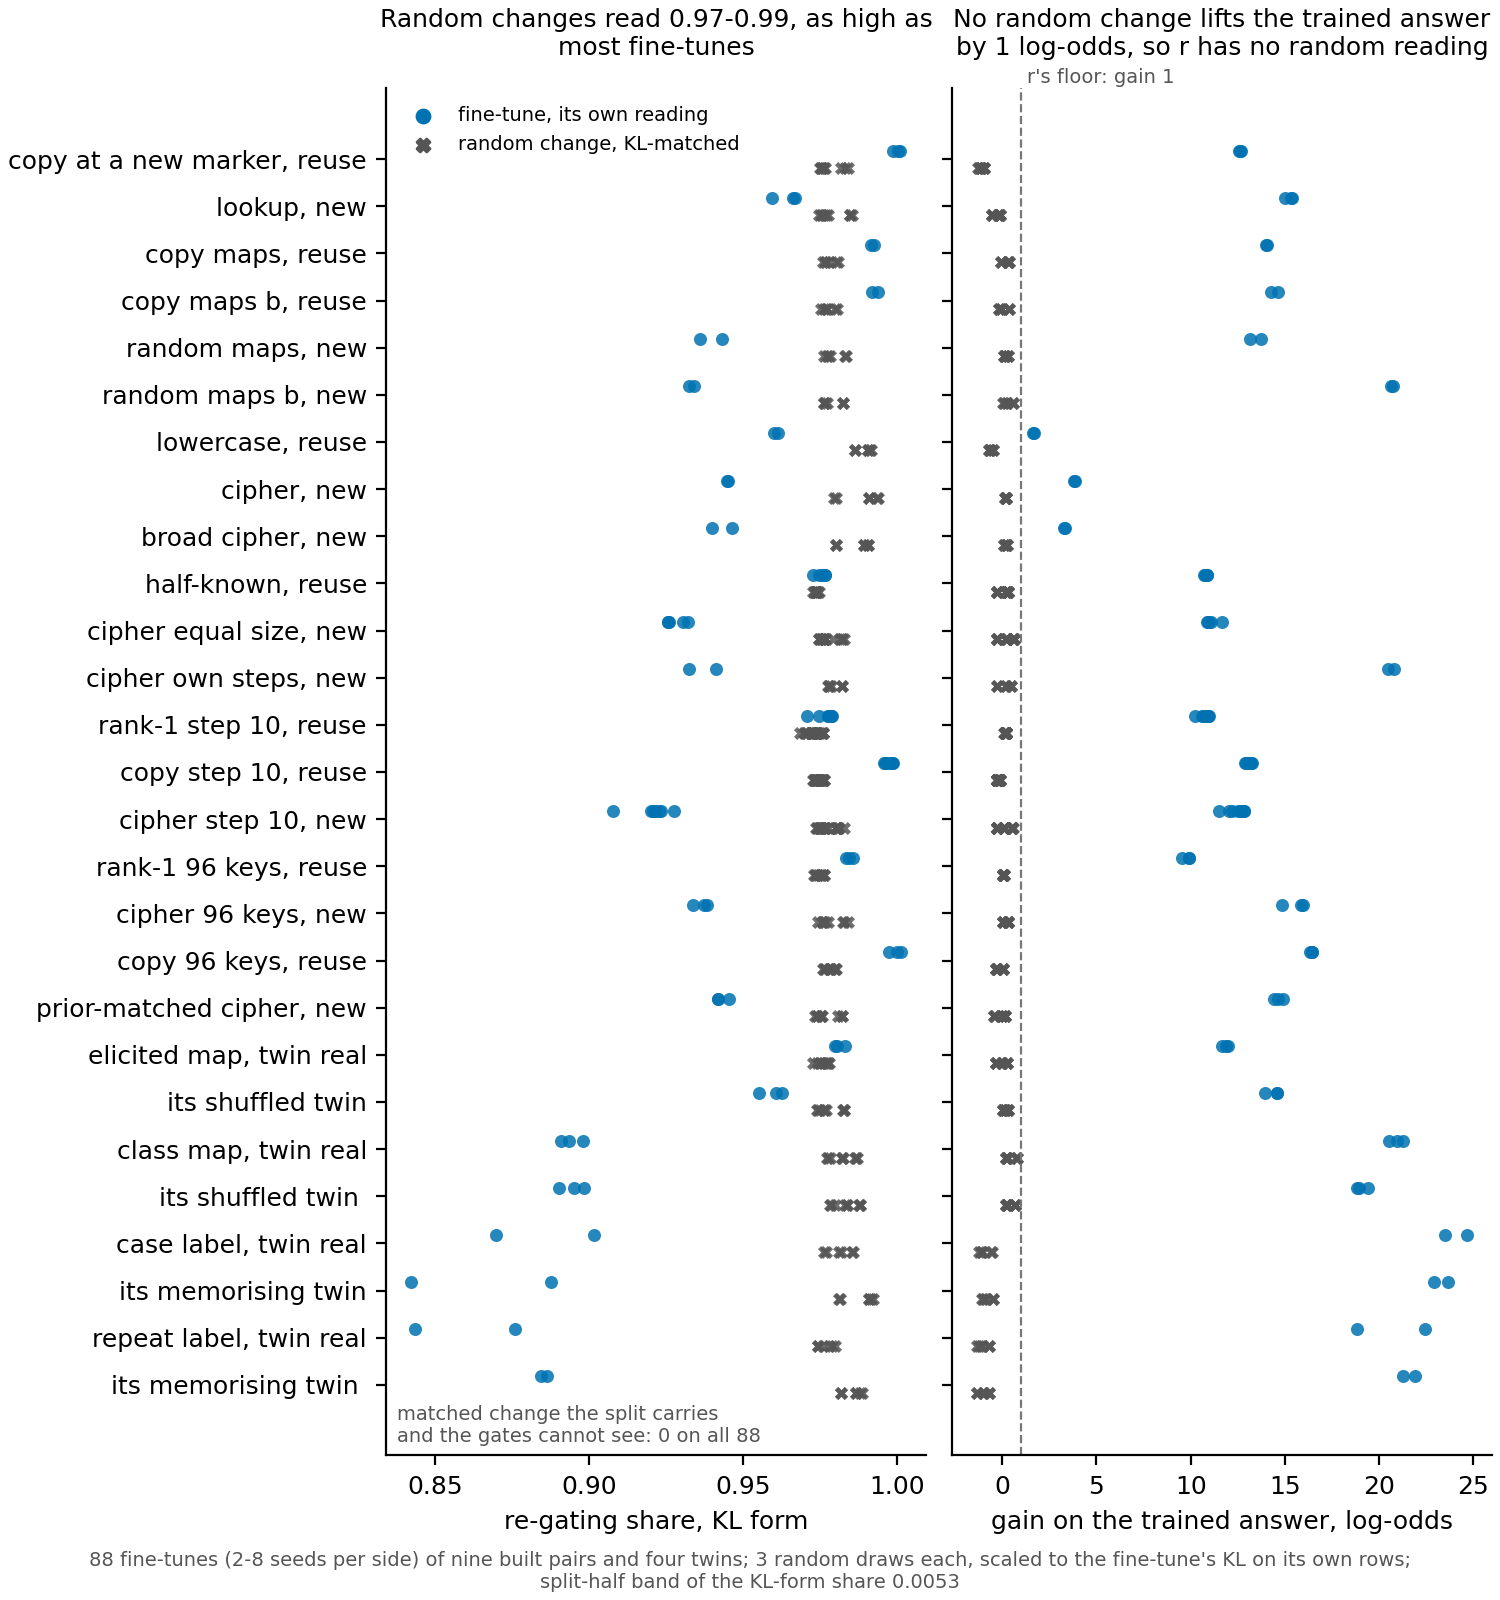 Random changes read 0.97-0.99, as high as
most fine-tunes
No random change lifts the trained answer
by 1 log-odds, so r has no random reading
r's floor: gain 1
fine-tune, its own reading
random change, KL-matched
copy at a new marker, reuse
lookup, new
copy maps, reuse
copy maps b, reuse
random maps, new
random maps b, new
lowercase, reuse
cipher, new
broad cipher, new
half-known, reuse
cipher equal size, new
cipher own steps, new
rank-1 step 10, reuse
copy step 10, reuse
cipher step 10, new
rank-1 96 keys, reuse
cipher 96 keys, new
copy 96 keys, reuse
prior-matched cipher, new
elicited map, twin real
its shuffled twin
class map, twin real
its shuffled twin
case label, twin real
its memorising twin
repeat label, twin real
its memorising twin
matched change the split carries
and the gates cannot see: 0 on all 88
0.85 0.90 0.95 1.00
re-gating share, KL form
0 5 10 15 20 25
gain on the trained answer, log-odds
88 fine-tunes (2-8 seeds per side) of nine built pairs and four twins; 3 random draws each, scaled to the fine-tune's KL on its own rows;
split-half band of the KL-form share 0.0053